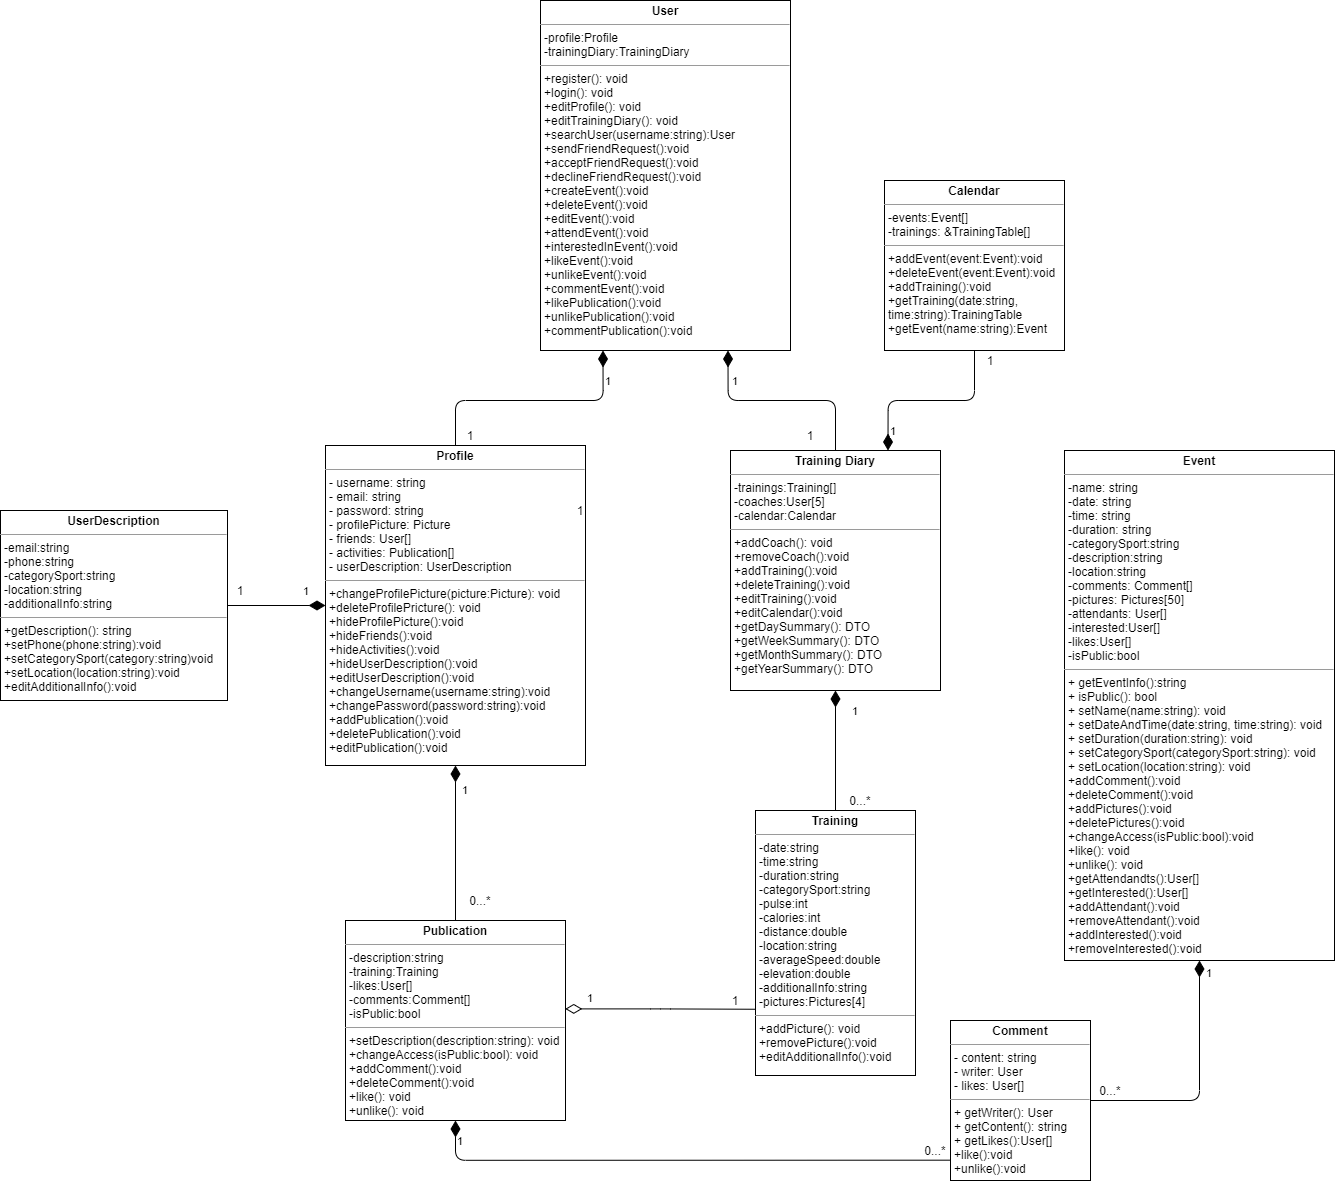 User
-profile:Profile
-trainingDiary:TrainingDiary
+register(): void
+login(): void
+editProfile(): void
+editTrainingDiary(): void
+searchUser(username:string):User
+sendFriendRequest():void
+acceptFriendRequest():void
+declineFriendRequest():void
+createEvent():void
+deleteEvent():void
+editEvent():void
+attendEvent():void
+interestedInEvent():void
+likeEvent():void
+unlikeEvent():void
+commentEvent():void
+likePublication():void
+unlikePublication():void
+commentPublication():void
1
1
Calendar
-events:Event[]
-trainings: &TrainingTable[]
+addEvent(event:Event):void
+deleteEvent(event:Event):void
+addTraining():void
+getTraining(date:string,
time:string):TrainingTable
+getEvent(name:string):Event
1
1
1
1
Profile
- username: string
- email: string
- password: string
1
- profilePicture: Picture
- friends: User[]
- activities: Publication[]
- userDescription: UserDescription
+changeProfilePicture(picture:Picture): void
+deleteProfilePricture(): void
+hideProfilePicture():void
+hideFriends():void
+hideActivities():void
+hideUserDescription():void
+editUserDescription():void
+changeUsername(username:string):void
+changePassword(password:string):void
+addPublication():void
+deletePublication():void
+editPublication():void
1
0...*
UserDescription
-email:string
-phone:string
-categorySport:string
-location:string
-additionalInfo:string
+getDescription(): string
+setPhone(phone:string):void
+setCategorySport(category:string)void
+setLocation(location:string):void
+editAdditionalInfo():void
1
1
Training Diary
-trainings:Training[]
-coaches:User[5]
-calendar:Calendar
+addCoach(): void
+removeCoach():void
+addTraining():void
+deleteTraining():void
+editTraining():void
+editCalendar():void
+getDaySummary(): DTO
+getWeekSummary(): DTO
+getMonthSummary(): DTO
+getYearSummary(): DTO
1
0...*
Event
-name: string
-date: string
-time: string
-duration: string
-categorySport:string
-description:string
-location:string
-comments: Comment[]
-pictures: Pictures[50]
-attendants: User[]
-interested:User[]
-likes:User[]
-isPublic:bool
+ getEventInfo():string
+ isPublic(): bool
+ setName(name:string): void
+ setDateAndTime(date:string, time:string): void
+ setDuration(duration:string): void
+ setCategorySport(categorySport:string): void
+ setLocation(location:string): void
+addComment():void
+deleteComment():void
+addPictures():void
+deletePictures():void
+changeAccess(isPublic:bool):void
+like(): void
+unlike(): void
+getAttendandts():User[]
+getInterested():User[]
+addAttendant():void
+removeAttendant():void
+addInterested():void
+removeInterested():void
1
0...*
Training
-date:string
-time:string
-duration:string
-categorySport:string
-pulse:int
-calories:int
-distance:double
-location:string
-averageSpeed:double
-elevation:double
-additionalInfo:string
-pictures:Pictures[4]
+addPicture(): void
+removePicture():void
+editAdditionalInfo():void
Publication
-description:string
-training:Training
-likes:User[]
-comments:Comment[]
-isPublic:bool
+setDescription(description:string): void
+changeAccess(isPublic:bool): void
+addComment():void
+deleteComment():void
+like(): void
+unlike(): void
1
1
1
0...*
Comment
- content: string
- writer: User
- likes: User[]
+ getWriter(): User
+ getContent(): string
+ getLikes():User[]
+like():void
+unlike():void